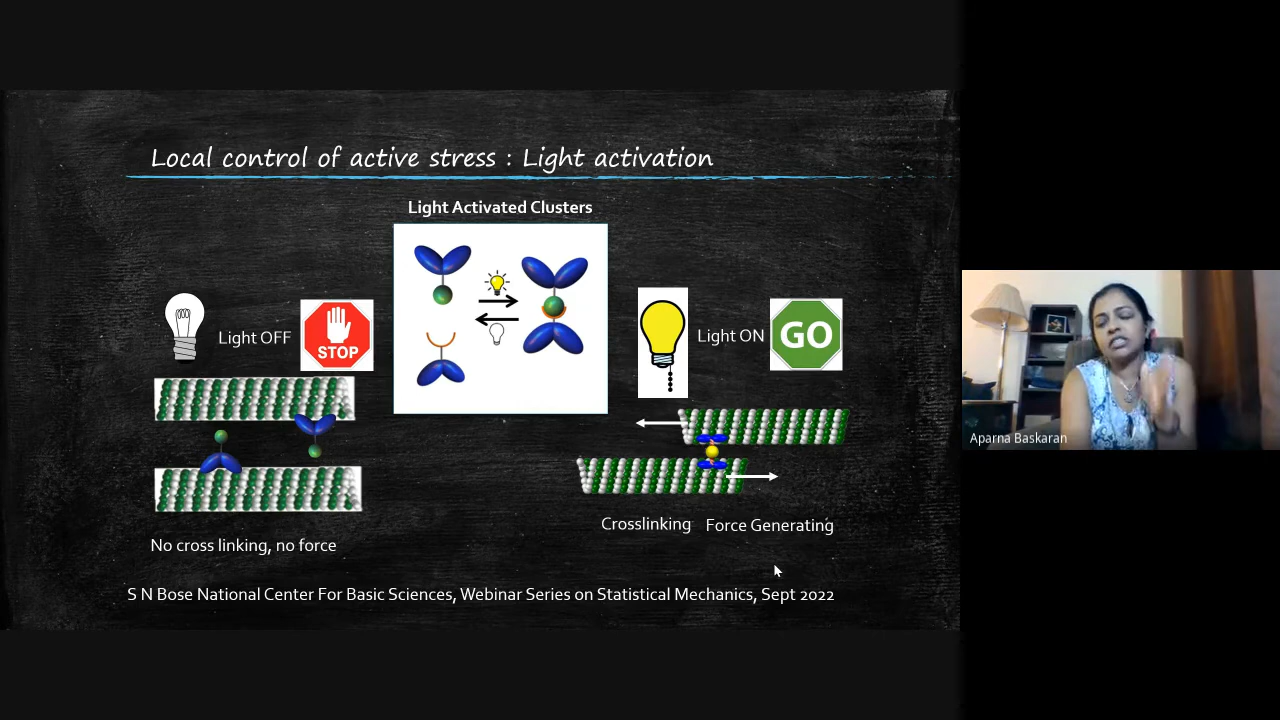 Local control of active stress : Light activation
Light Activated Clusters
Light OFF
STOP
Light ON
GO
Aparna Baskaran
Crosslinking
Force Generating
No cross linking, no force
S N Bose National Center For Basic Sciences, Webinar Series on Statistical Mechanics, Sept 2022